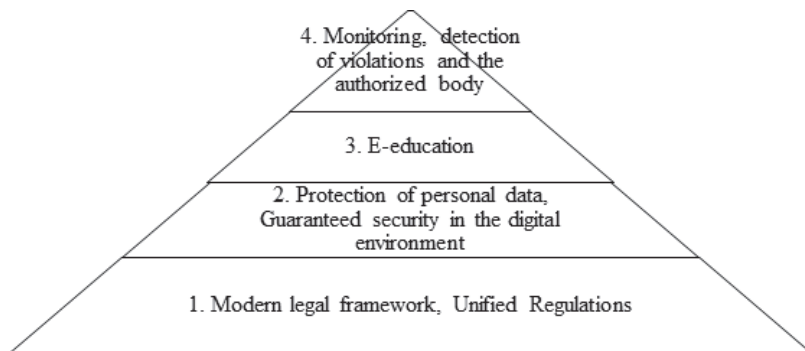 4. Monitoring, detection
of violations and the
authorized body
3. E-education
2. Protection of personal data,
Guaranteed security in the digital
environment
1. Modern legal framework, Unified Regulations